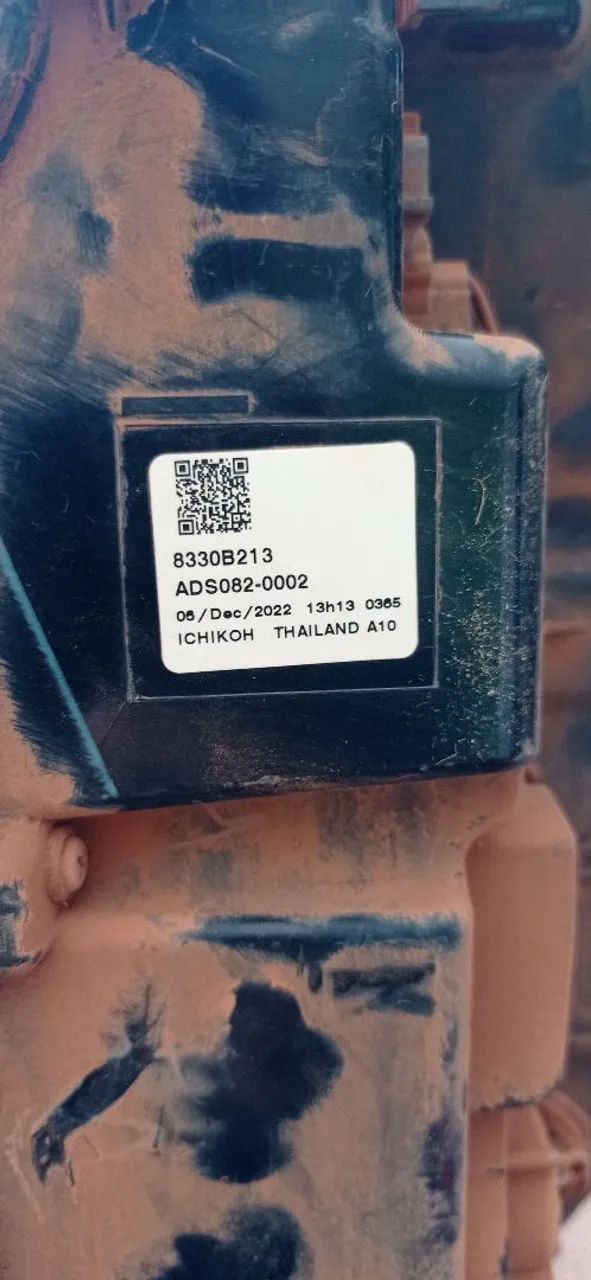 8330B213
ADS082-0002
06/Dec/2022 13h13 0365
ICHIKOH THAILAND A10